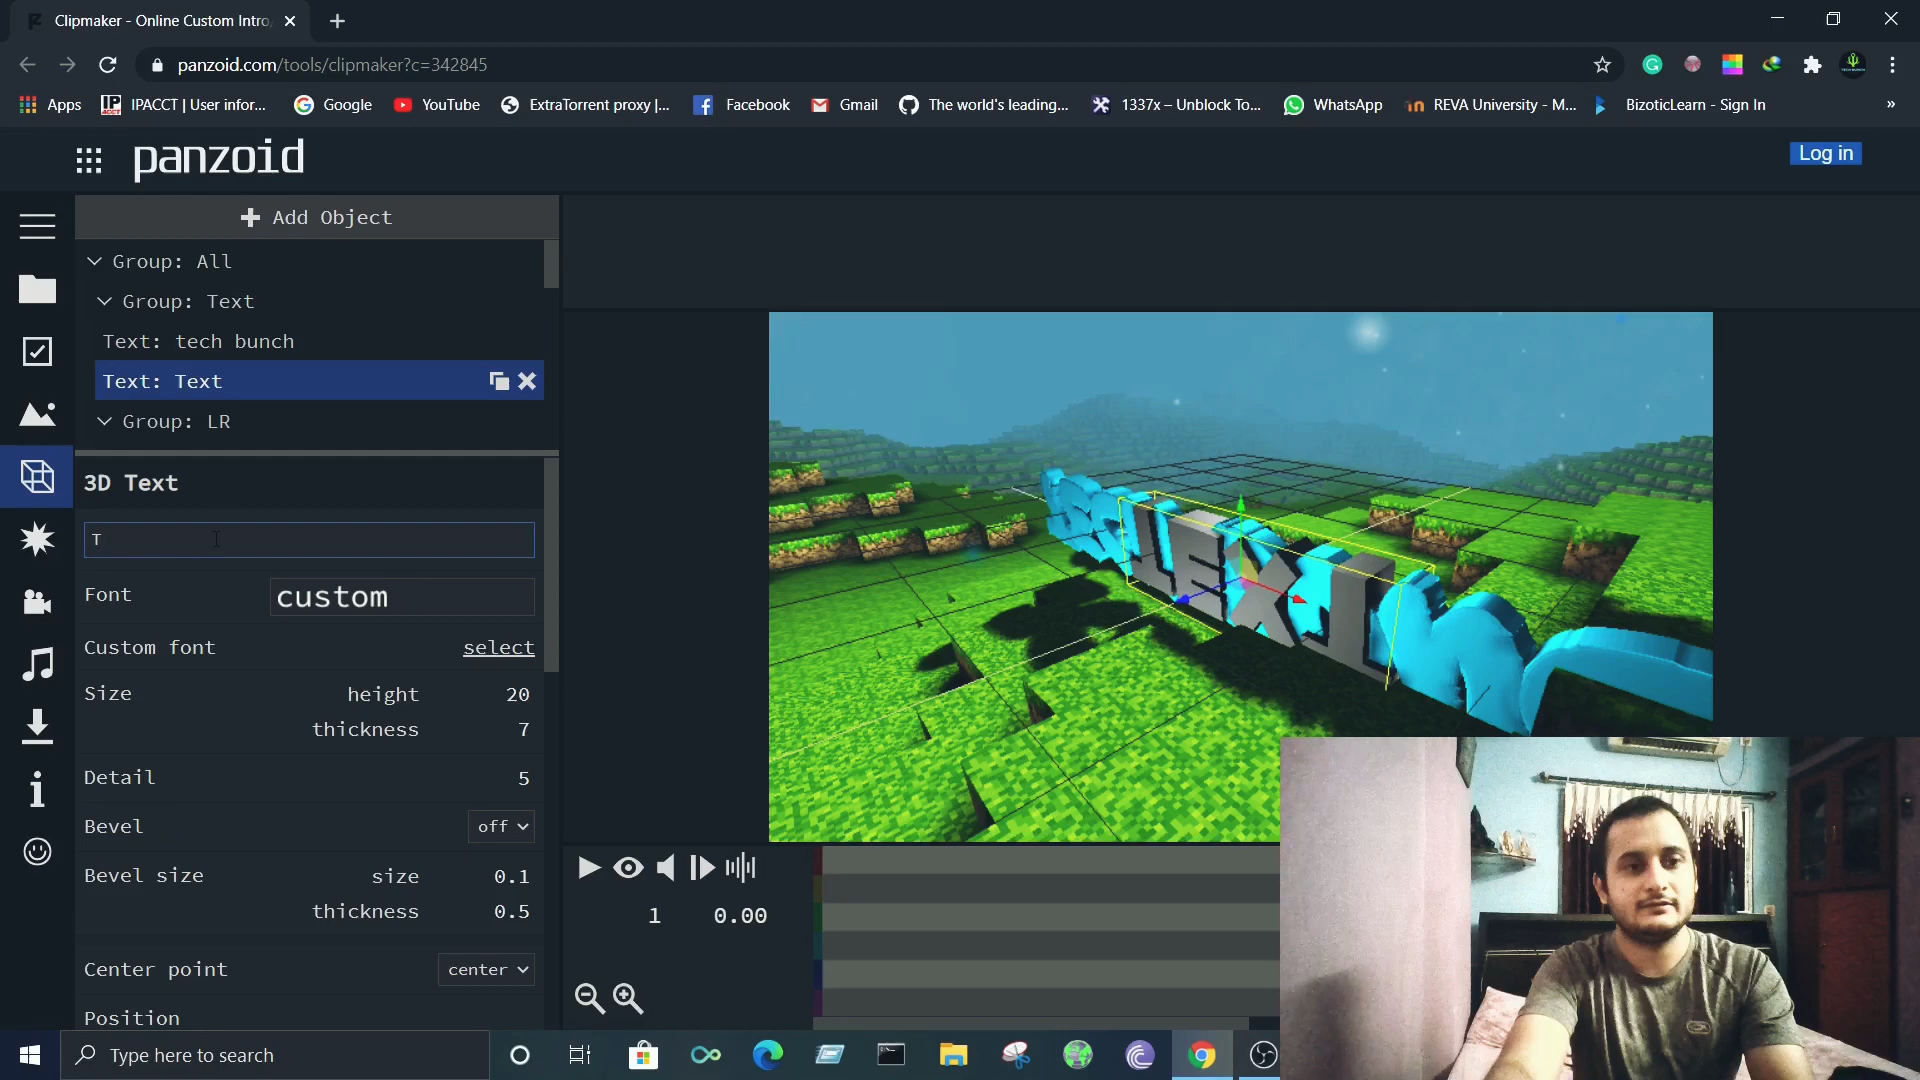 Clipmaker - Online Custom Intro
panzoid.com/tools/clipmaker?c=342845
Apps
IPACCT | User infor...
Google
YouTube
ExtraTorrent proxy |...
Facebook
Gmail
The world's leading...
1337x – Unblock To...
WhatsApp
REVA University - M...
BizoticLearn - Sign In
»
panzoid
Log in
Add Object
Group: All
Group: Text
Text: tech bunch
Text: Text
Group: LR
3D Text
T
Font custom
Custom font select
Size height 20
thickness 7
Detail 5
Bevel off
Bevel size size 0.1
thickness 0.5
Center point center
Position
TEXT
1 0.00
Type here to search